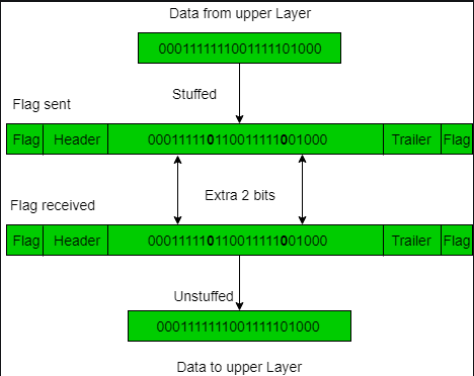 Data from upper Layer
0001111111001111101000
Stuffed
Flag sent
Flag Header 000111110110011111001000 Trailer Flag
Extra 2 bits
Flag received
Flag Header 000111110110011111001000 Trailer Flag
Unstuffed
0001111111001111101000
Data to upper Layer